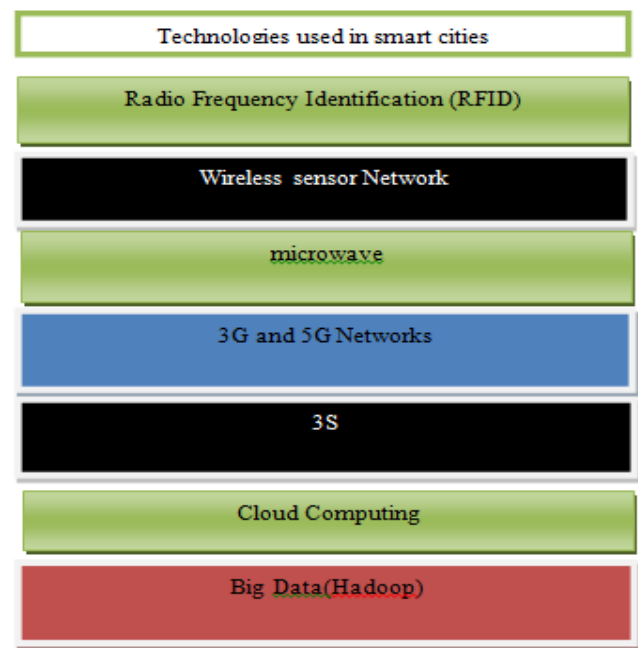 Technologies used in smart cities
Radio Frequency Identification (RFID)
Wireless sensor Network
microwave
3G and 5G Networks
3S
Cloud Computing
Big Data(Hadoop)